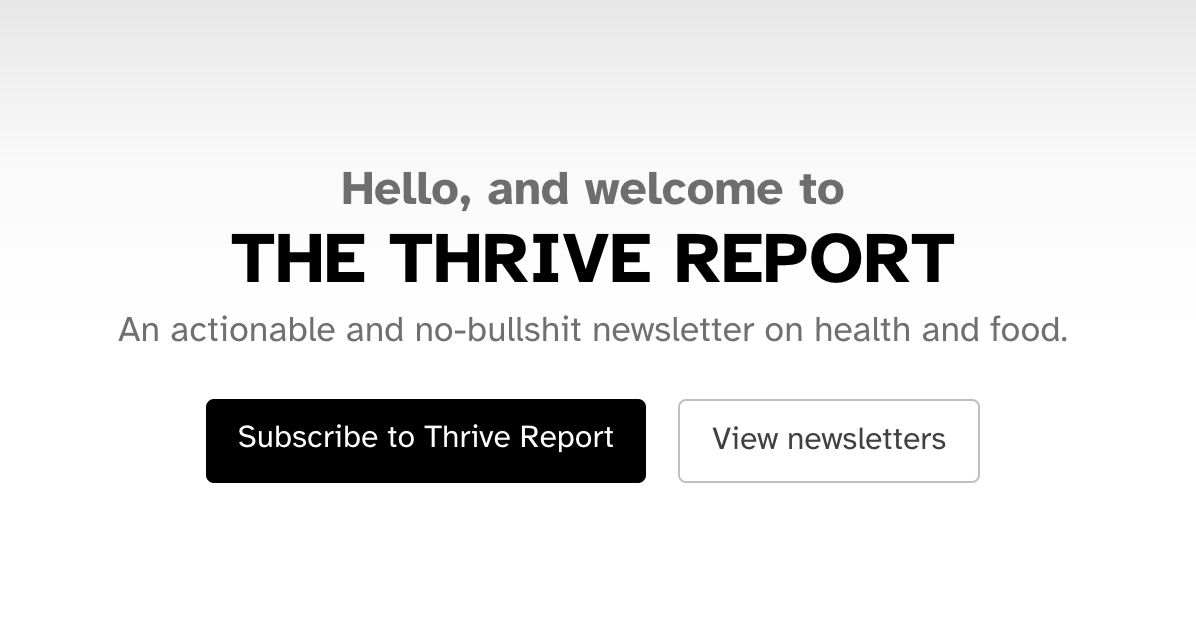 Hello, and welcome to
THE THRIVE REPORT
An actionable and no-bullshit newsletter on health and food.
Subscribe to Thrive Report
View newsletters